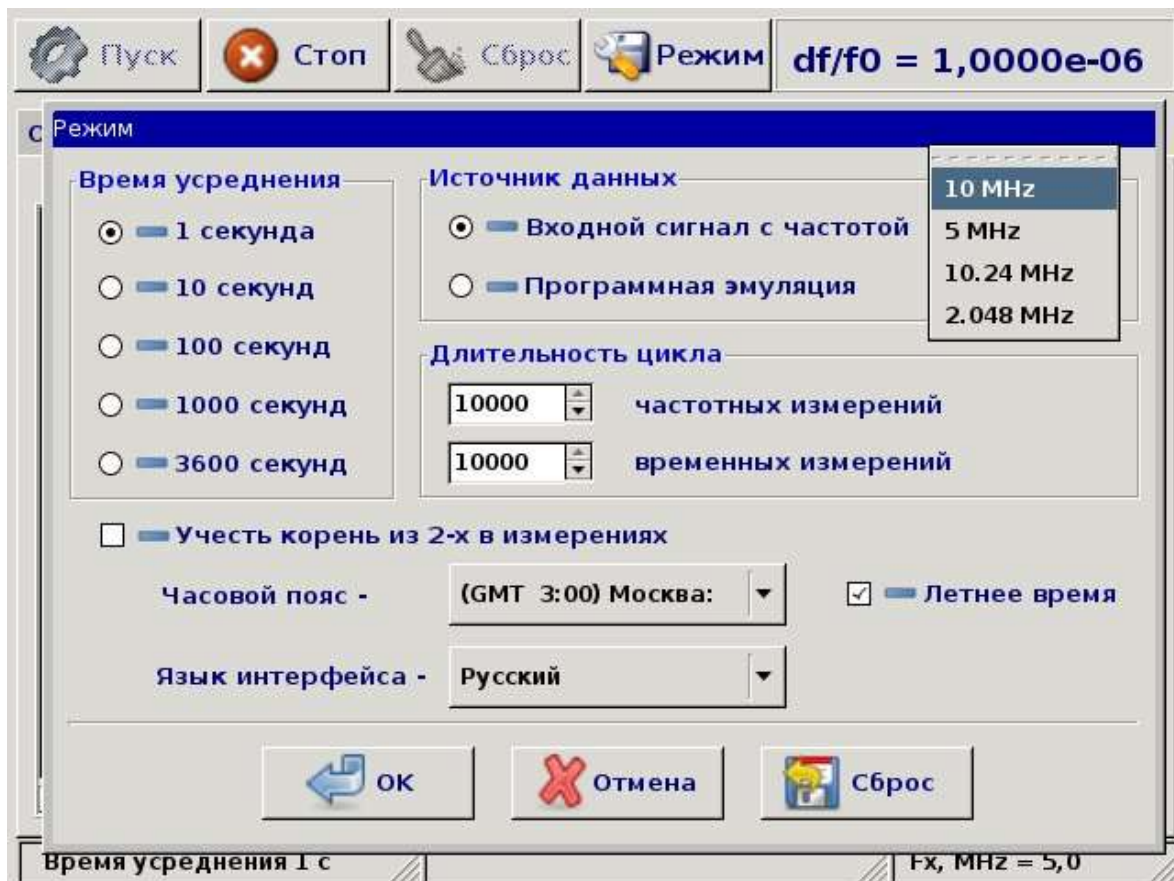 Пуск Стоп Сброс Режим df/f0 = 1,0000e-06
Режим
Время усреднения
1 секунда
10 секунд
100 секунд
1000 секунд
3600 секунд
Источник данных
Входной сигнал с частотой
Программная эмуляция
10 MHz
5 MHz
10.24 MHz
2.048 MHz
Длительность цикла
10000 частотных измерений
10000 временных измерений
Учесть корень из 2-х в измерениях
Часовой пояс - (GMT 3:00) Москва: Летнее время
Язык интерфейса - Русский
OK Отмена Сброс
Время усреднения 1 с Fx, MHz = 5,0